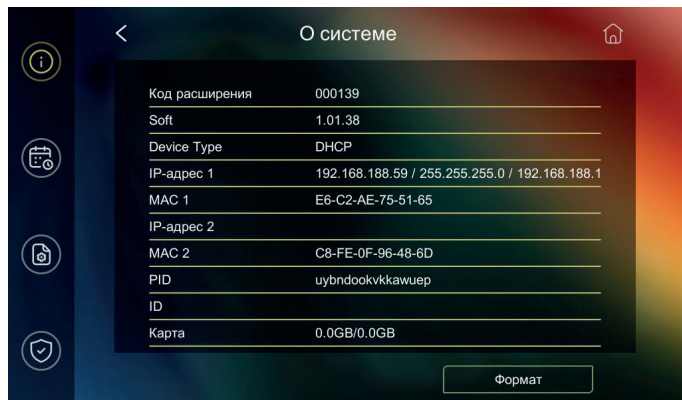 О системе
Код расширения 000139
Soft 1.01.38
Device Type DHCP
IP-адрес 1 192.168.188.59 / 255.255.255.0 / 192.168.188.1
MAC 1 E6-C2-AE-75-51-65
IP-адрес 2
MAC 2 C8-FE-0F-96-48-6D
PID uybndookvkkawuep
ID
Карта 0.0GB/0.0GB
Формат